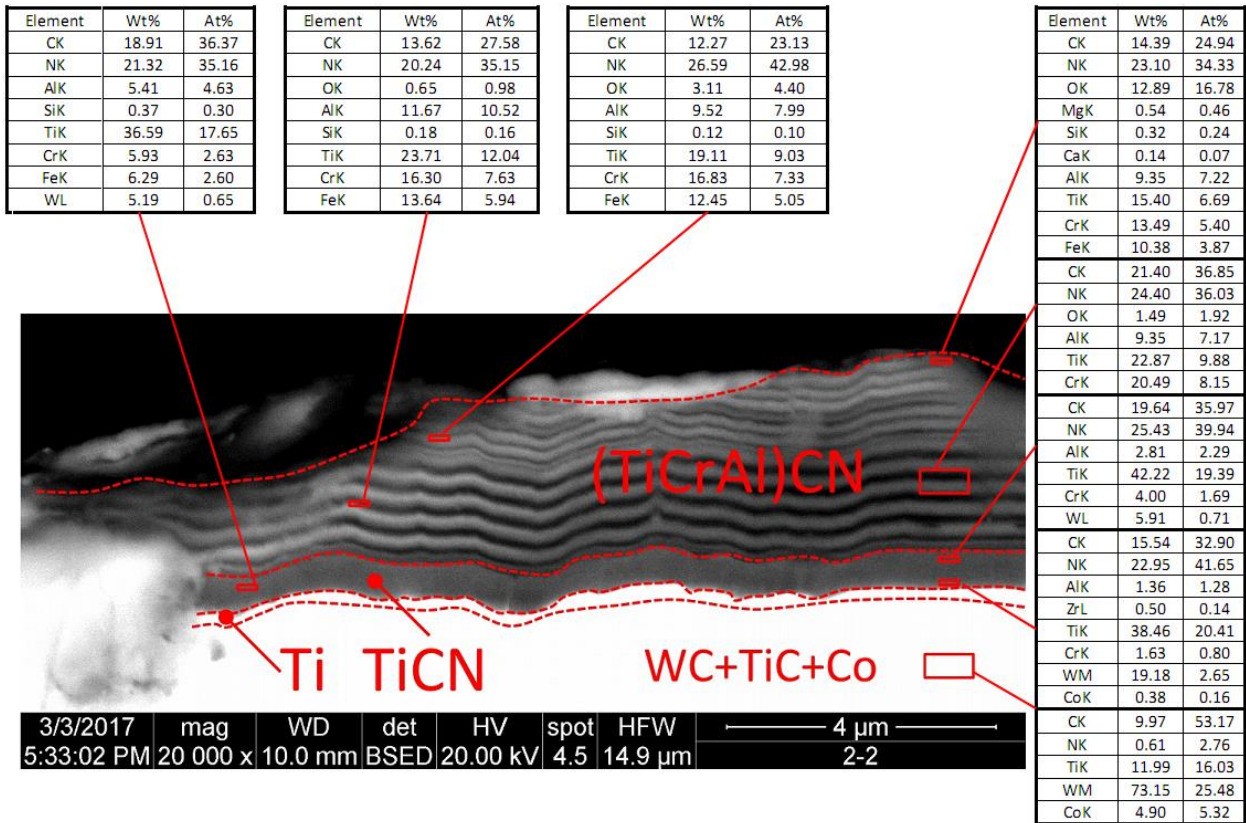 Element Wt% At%
CK 18.91 36.37
NK 21.32 35.16
AlK 5.41 4.63
SiK 0.37 0.30
TiK 36.59 17.65
CrK 5.93 2.63
FeK 6.29 2.60
WL 5.19 0.65
Element Wt% At%
CK 13.62 27.58
NK 20.24 35.15
OK 0.65 0.98
AlK 11.67 10.52
SiK 0.18 0.16
TiK 23.71 12.04
CrK 16.30 7.63
FeK 13.64 5.94
Element Wt% At%
CK 12.27 23.13
NK 26.59 42.98
OK 3.11 4.40
AlK 9.52 7.99
SiK 0.12 0.10
TiK 19.11 9.03
CrK 16.83 7.33
FeK 12.45 5.05
Element Wt% At%
CK 14.39 24.94
NK 23.10 34.33
OK 12.89 16.78
MgK 0.54 0.46
SiK 0.32 0.24
CaK 0.14 0.07
AlK 9.35 7.22
TiK 15.40 6.69
CrK 13.49 5.40
FeK 10.38 3.87
CK 21.40 36.85
NK 24.40 36.03
OK 1.49 1.92
AlK 9.35 7.17
TiK 22.87 9.88
CrK 20.49 8.15
CK 19.64 35.97
NK 25.43 39.94
AlK 2.81 2.29
TiK 42.22 19.39
CrK 4.00 1.69
WL 5.91 0.71
CK 15.54 32.90
NK 22.95 41.65
AlK 1.36 1.28
ZrL 0.50 0.14
TiK 38.46 20.41
CrK 1.63 0.80
WM 19.18 2.65
CoK 0.38 0.16
CK 9.97 53.17
NK 0.61 2.76
TiK 11.99 16.03
WM 73.15 25.48
CoK 4.90 5.32
(TiCrAl)CN
Ti TiCN WC+TiC+Co
3/3/2017 mag WD det HV spot HFW 4 µm
5:33:02 PM 20 000 x 10.0 mm BSED 20.00 kV 4.5 14.9 µm 2-2